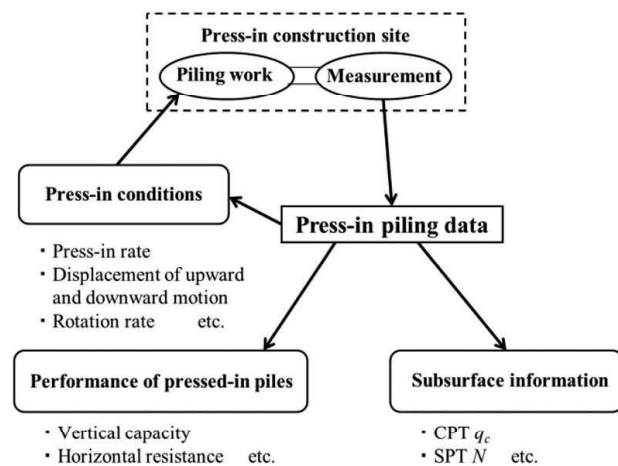 Press-in construction site
Piling work
Measurement
Press-in conditions
・Press-in rate
・Displacement of upward
and downward motion
・Rotation rate etc.
Press-in piling data
Performance of pressed-in piles
・Vertical capacity
・Horizontal resistance etc.
Subsurface information
・CPT qc
・SPT N etc.